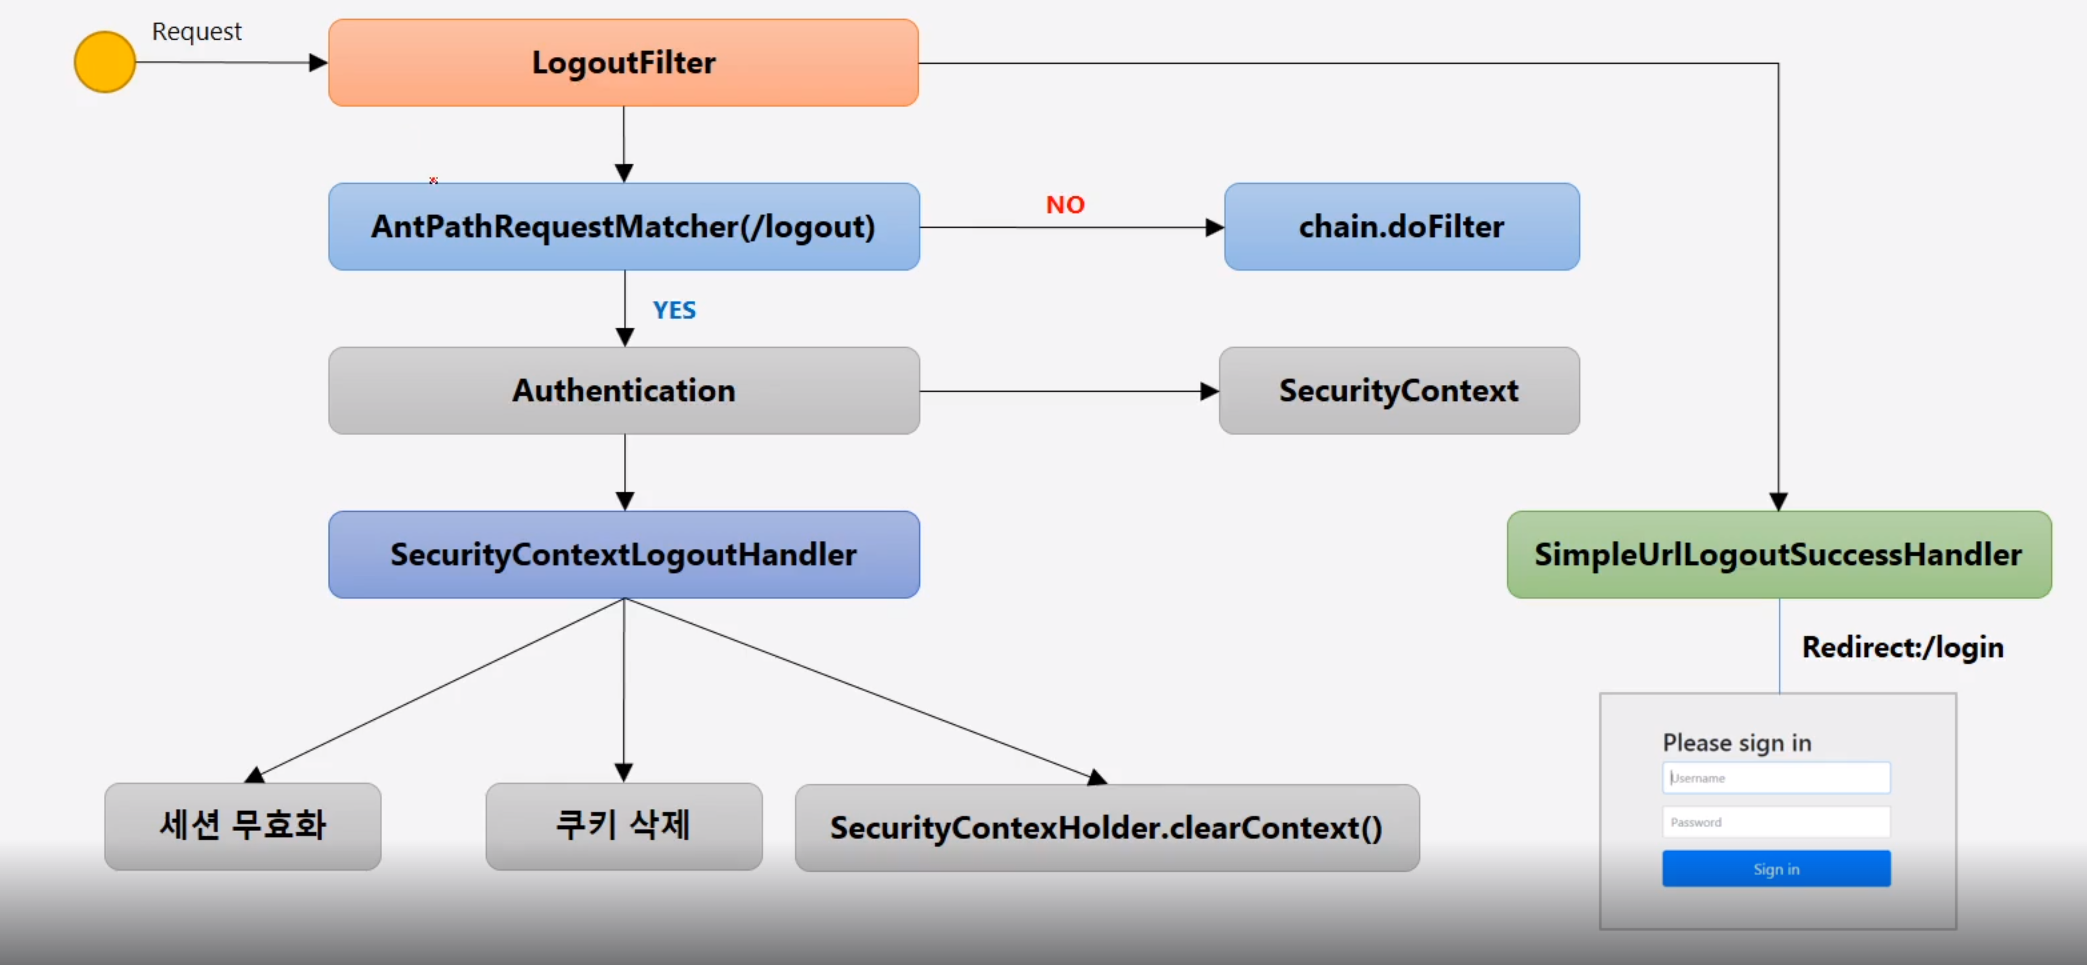 Request
LogoutFilter
AntPathRequestMatcher(/logout)
NO
chain.doFilter
YES
Authentication
SecurityContext
SecurityContextLogoutHandler
SimpleUrlLogoutSuccessHandler
Redirect:/login
Please sign in
Username
Password
Sign in
세션 무효화
쿠키 삭제
SecurityContexHolder.clearContext()